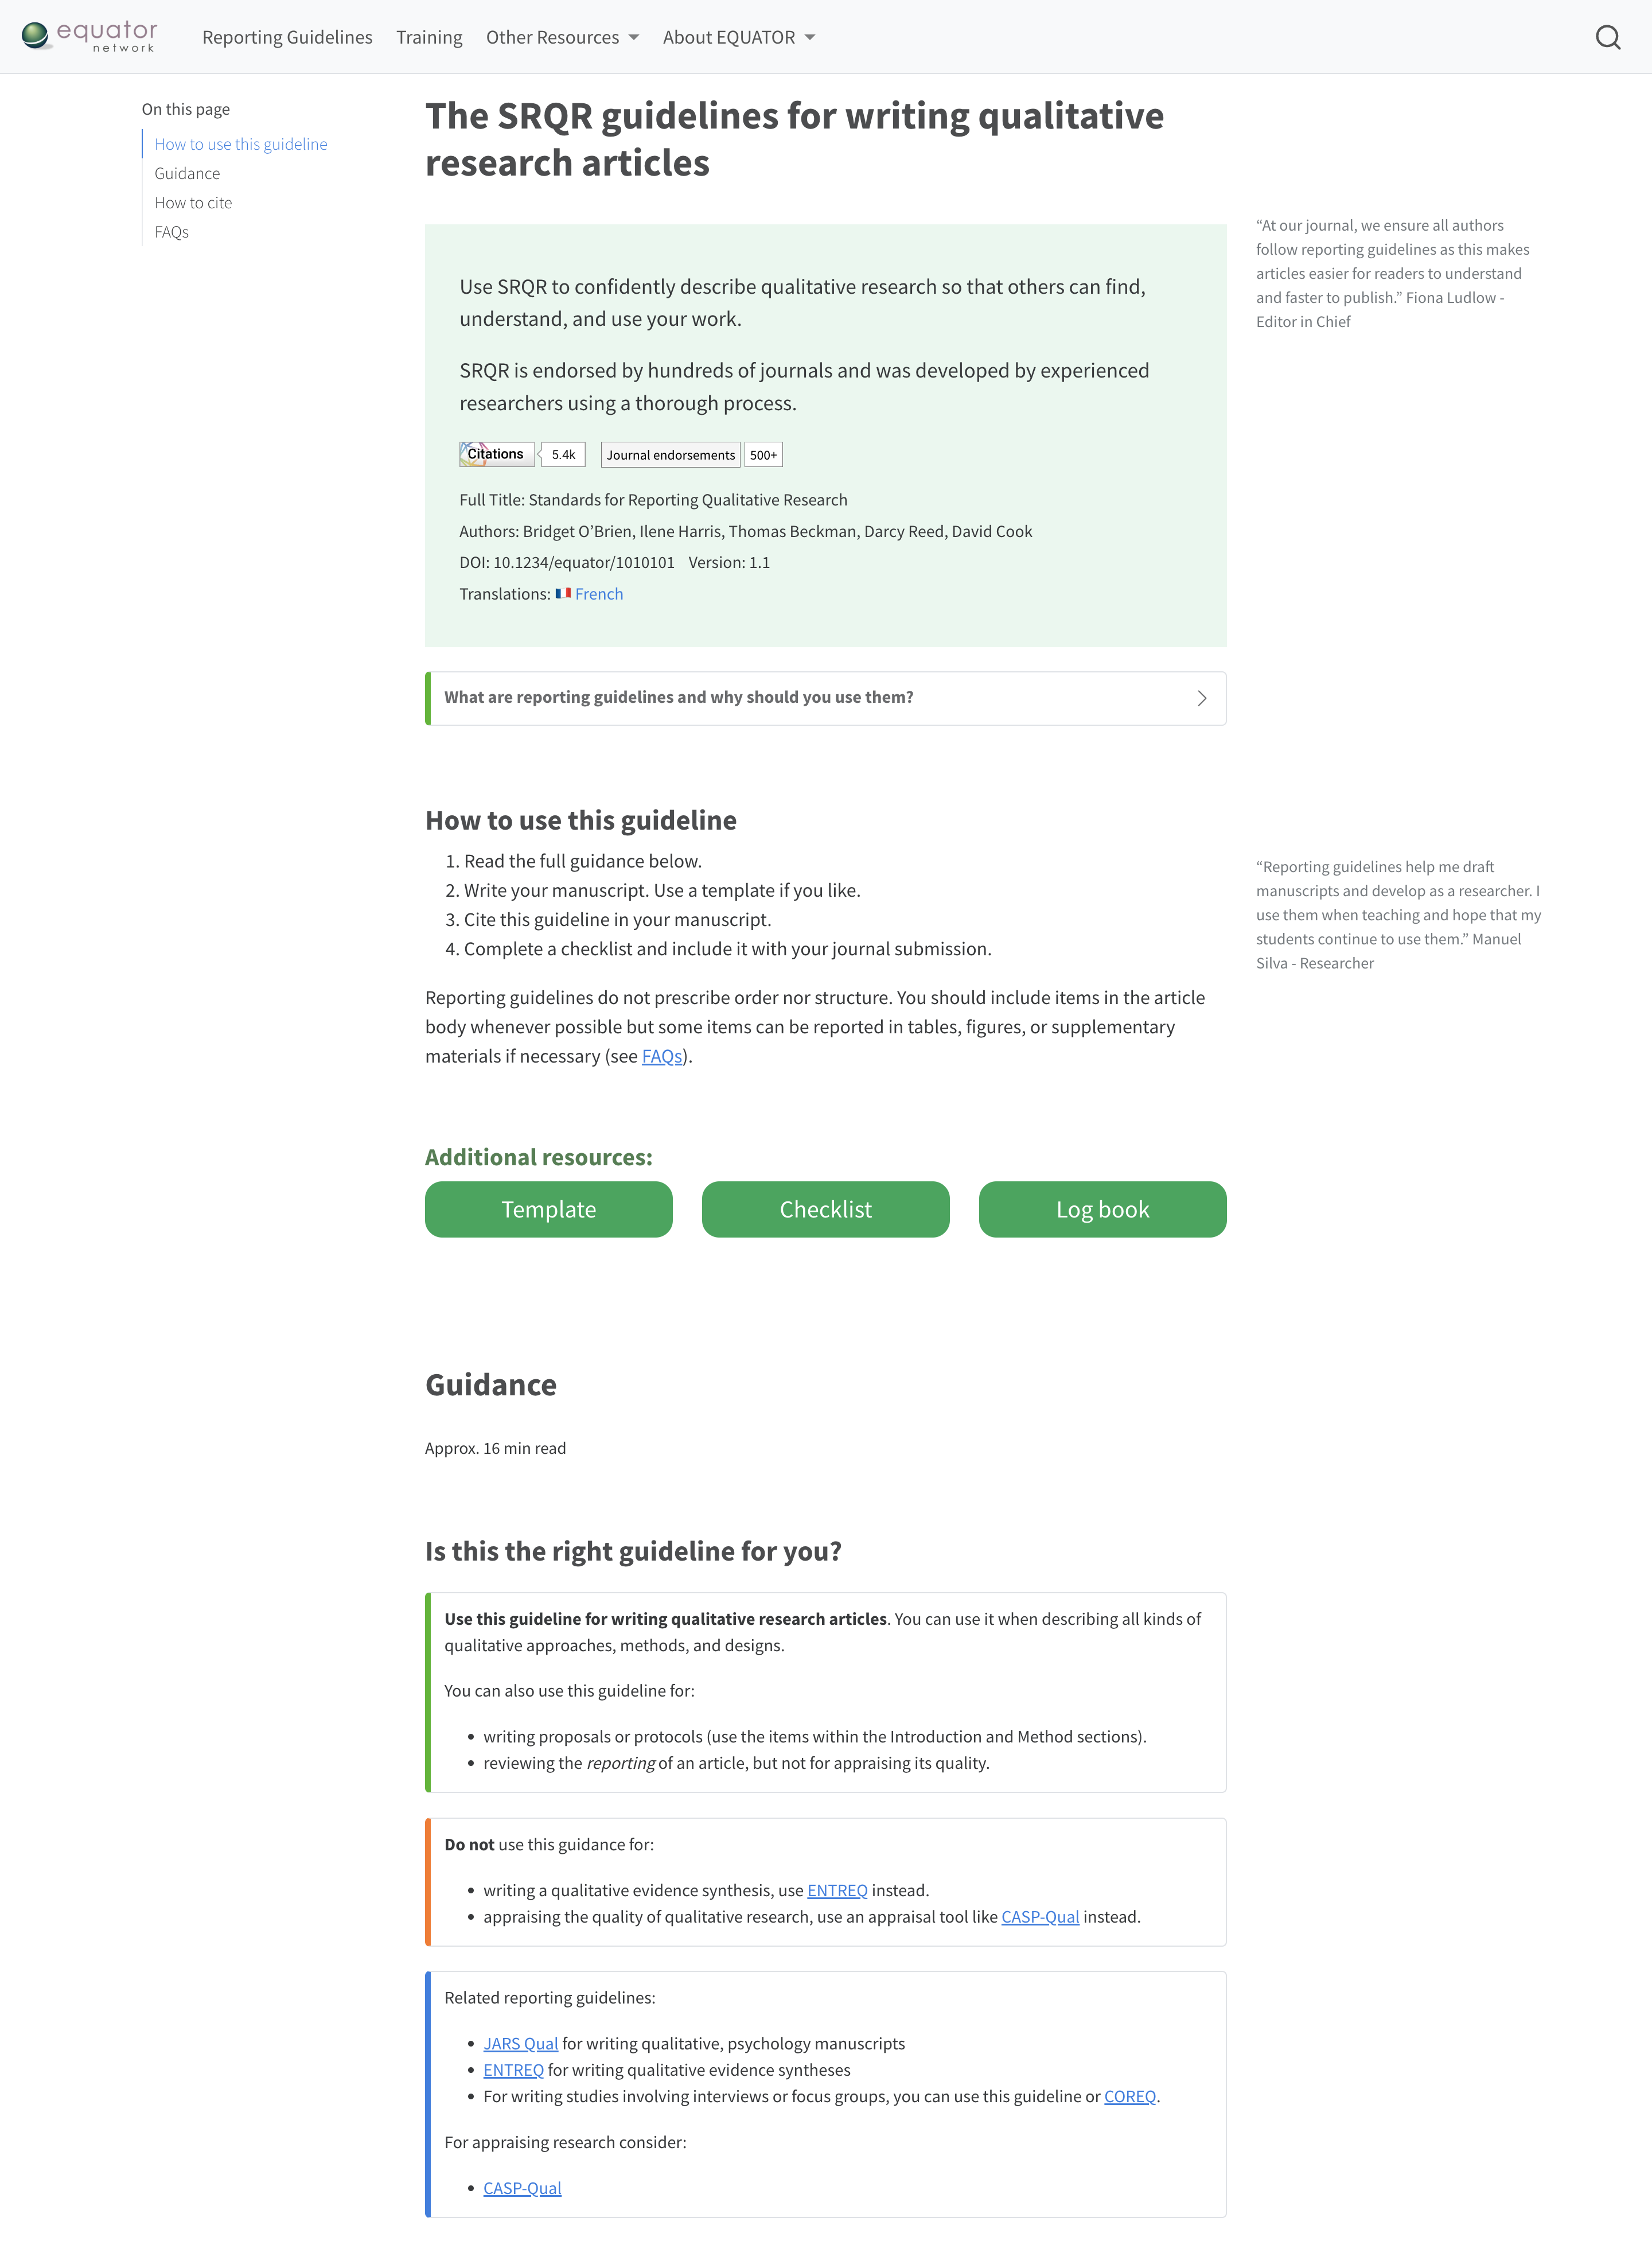 equator
network
Reporting Guidelines Training Other Resources About EQUATOR
On this page
How to use this guideline
Guidance
How to cite
FAQs
The SRQR guidelines for writing qualitative
research articles
Use SRQR to confidently describe qualitative research so that others can find,
understand, and use your work.
SRQR is endorsed by hundreds of journals and was developed by experienced
researchers using a thorough process.
Citations 5.4k Journal endorsements 500+
Full Title: Standards for Reporting Qualitative Research
Authors: Bridget O’Brien, Ilene Harris, Thomas Beckman, Darcy Reed, David Cook
DOI: 10.1234/equator/1010101 Version: 1.1
Translations: French
“At our journal, we ensure all authors
follow reporting guidelines as this makes
articles easier for readers to understand
and faster to publish.” Fiona Ludlow -
Editor in Chief
What are reporting guidelines and why should you use them?
How to use this guideline
1. Read the full guidance below.
2. Write your manuscript. Use a template if you like.
3. Cite this guideline in your manuscript.
4. Complete a checklist and include it with your journal submission.
“Reporting guidelines help me draft
manuscripts and develop as a researcher. I
use them when teaching and hope that my
students continue to use them.” Manuel
Silva - Researcher
Reporting guidelines do not prescribe order nor structure. You should include items in the article
body whenever possible but some items can be reported in tables, figures, or supplementary
materials if necessary (see FAQs).
Additional resources:
Template Checklist Log book
Guidance
Approx. 16 min read
Is this the right guideline for you?
Use this guideline for writing qualitative research articles. You can use it when describing all kinds of
qualitative approaches, methods, and designs.
You can also use this guideline for:
• writing proposals or protocols (use the items within the Introduction and Method sections).
• reviewing the reporting of an article, but not for appraising its quality.
Do not use this guidance for:
• writing a qualitative evidence synthesis, use ENTREQ instead.
• appraising the quality of qualitative research, use an appraisal tool like CASP-Qual instead.
Related reporting guidelines:
• JARS Qual for writing qualitative, psychology manuscripts
• ENTREQ for writing qualitative evidence syntheses
• For writing studies involving interviews or focus groups, you can use this guideline or COREQ.
For appraising research consider:
• CASP-Qual